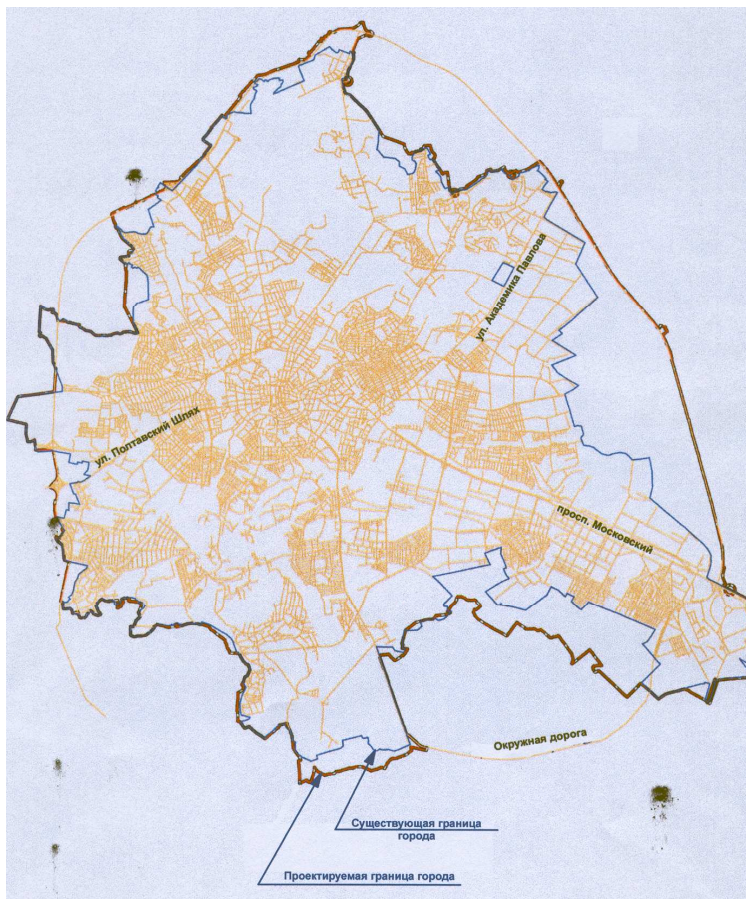 ул. Академика Павлова
ул. Полтавский Шлях
просп. Московский
Окружная дорога
Существующая граница
города
Проектируемая граница города